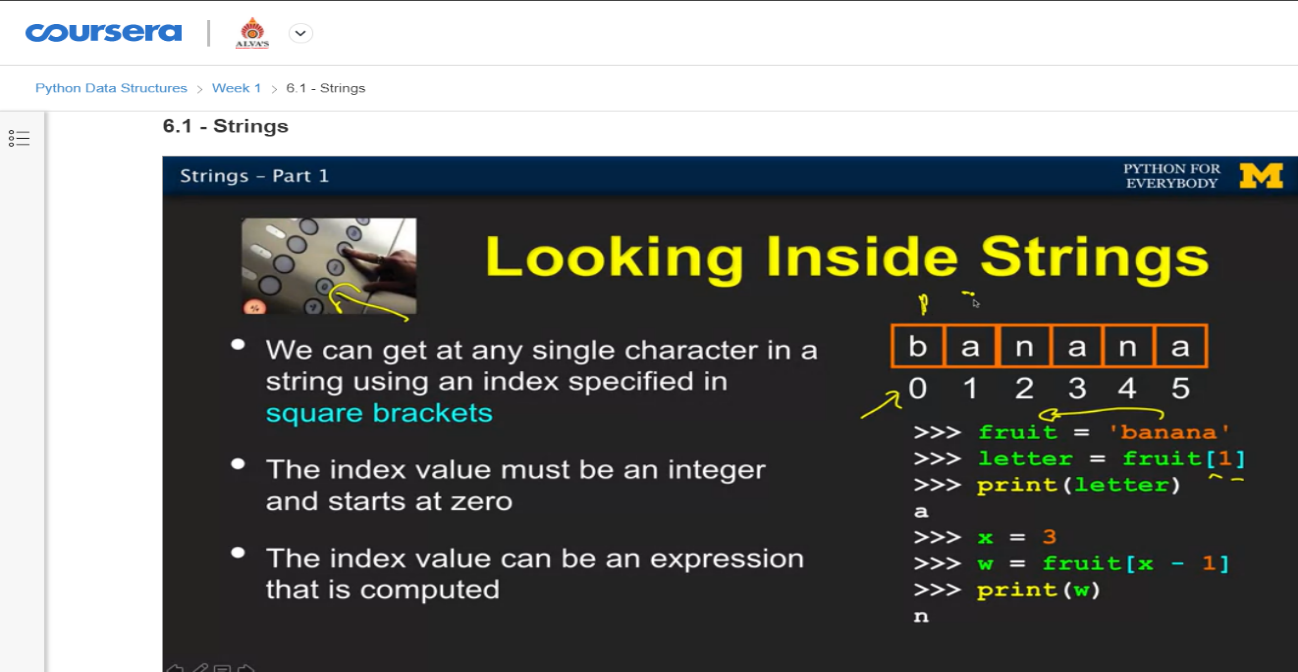 coursera
ALVA'S
Python Data Structures > Week 1 > 6.1 - Strings
6.1 - Strings
Strings – Part 1
PYTHON FOR
EVERYBODY
M
Looking Inside Strings
• We can get at any single character in a
string using an index specified in
square brackets
• The index value must be an integer
and starts at zero
• The index value can be an expression
that is computed
b a n a n a
0 1 2 3 4 5
>>> fruit = 'banana'
>>> letter = fruit[1]
>>> print(letter)
a
>>> x = 3
>>> w = fruit[x - 1]
>>> print(w)
n